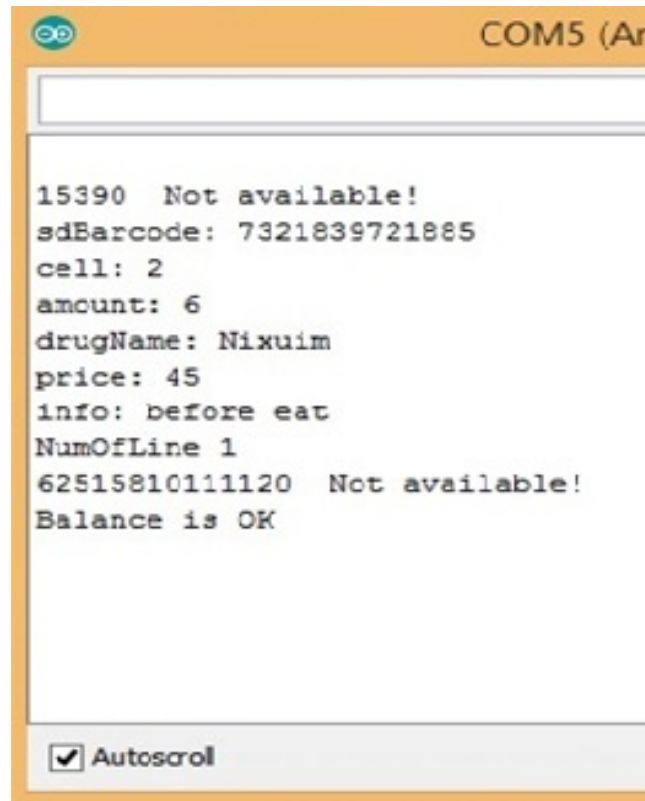 COM5 (Ar
15390  Not available!
sdBarcode: 7321839721885
cell: 2
amount: 6
drugName: Nixuim
price: 45
info: before eat
NumOfLine 1
62515810111120  Not available!
Balance is OK
Autoscroll